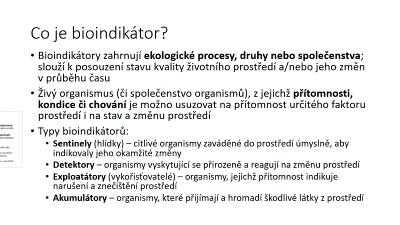 Co je bioindikátor?
• Bioindikátory zahrnují ekologické procesy, druhy nebo společenstva;
slouží k posouzení stavu kvality životního prostředí a/nebo jeho změn
v průběhu času
• Živý organismus (či společenstvo organismů), z jejichž přítomnosti,
kondice či chování je možno usuzovat na přítomnost určitého faktoru
prostředí i na stav a změnu prostředí
• Typy bioindikátorů:
• Sentinely (hlídky) – citlivé organismy zaváděné do prostředí úmyslně, aby
indikovaly jeho okamžité změny
• Detektory – organismy vyskytující se přirozeně a reagují na změnu prostředí
• Exploatátory (vykořisťovatelé) – organismy, jejichž přítomnost indikuje
narušení a znečištění prostředí
• Akumulátory – organismy, které přijímají a hromadí škodlivé látky z prostředí